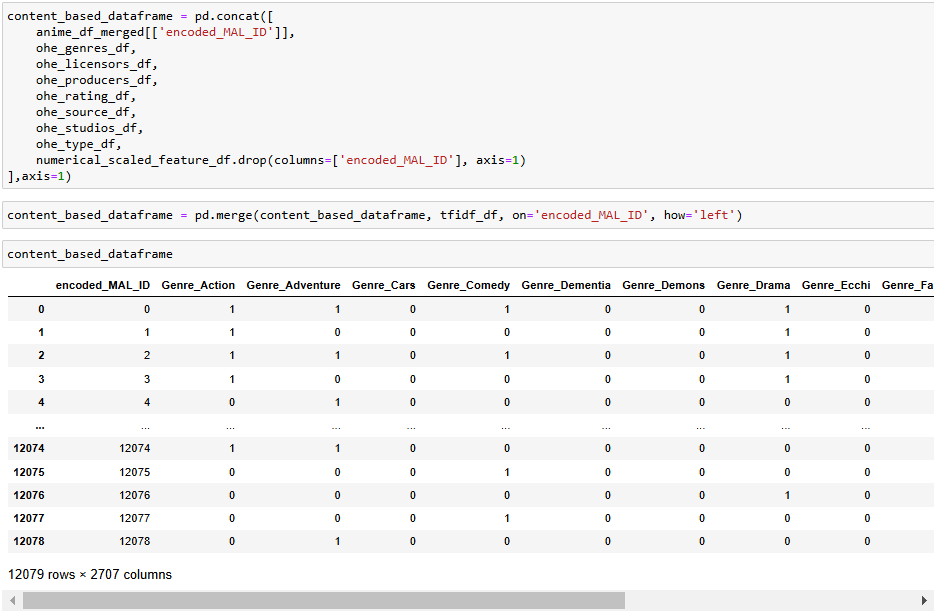 content_based_dataframe = pd.concat([
    anime_df_merged[['encoded_MAL_ID']],
    ohe_genres_df,
    ohe_licensors_df,
    ohe_producers_df,
    ohe_rating_df,
    ohe_source_df,
    ohe_studios_df,
    ohe_type_df,
    numerical_scaled_feature_df.drop(columns=['encoded_MAL_ID'], axis=1)
],axis=1)
content_based_dataframe = pd.merge(content_based_dataframe, tfidf_df, on='encoded_MAL_ID', how='left')
content_based_dataframe
encoded_MAL_ID Genre_Action Genre_Adventure Genre_Cars Genre_Comedy Genre_Dementia Genre_Demons Genre_Drama Genre_Ecchi Genre_Fa
0 0 1 1 0 1 0 0 1 0
1 1 1 0 0 0 0 0 1 0
2 2 1 1 0 1 0 0 1 0
3 3 1 0 0 0 0 0 1 0
4 4 0 1 0 0 0 0 0 0
... ... ... ... ... ... ... ... ... ...
12074 12074 1 1 0 0 0 0 0 0
12075 12075 0 0 0 1 0 0 0 0
12076 12076 0 0 0 0 0 0 1 0
12077 12077 0 0 0 1 0 0 0 0
12078 12078 0 1 0 0 0 0 0 0
12079 rows × 2707 columns